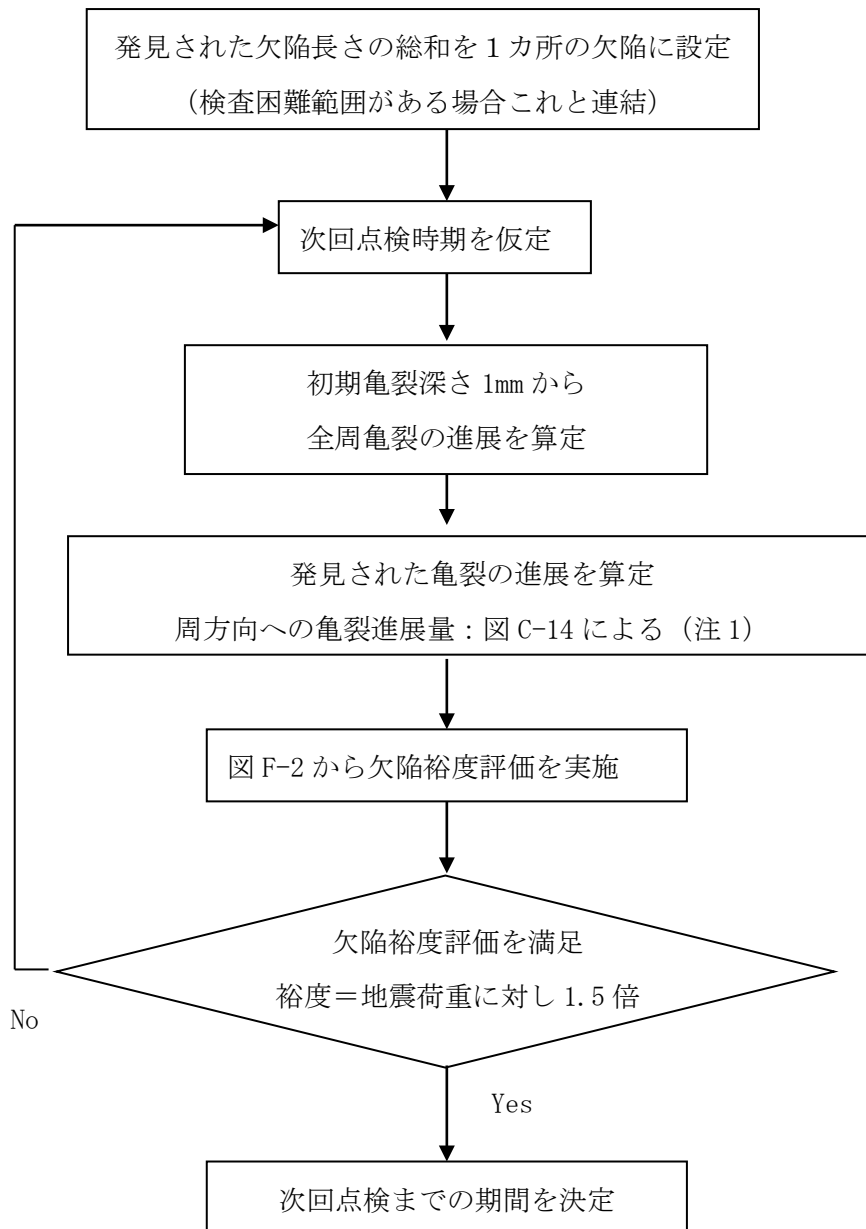 発見された欠陥長さの総和を１カ所の欠陥に設定
（検査困難範囲がある場合これと連結）
次回点検時期を仮定
初期亀裂深さ 1mm から
全周亀裂の進展を算定
発見された亀裂の進展を算定
周方向への亀裂進展量：図 C-14 による（注 1）
図 F-2 から欠陥裕度評価を実施
欠陥裕度評価を満足
裕度＝地震荷重に対し 1.5 倍
No
Yes
次回点検までの期間を決定